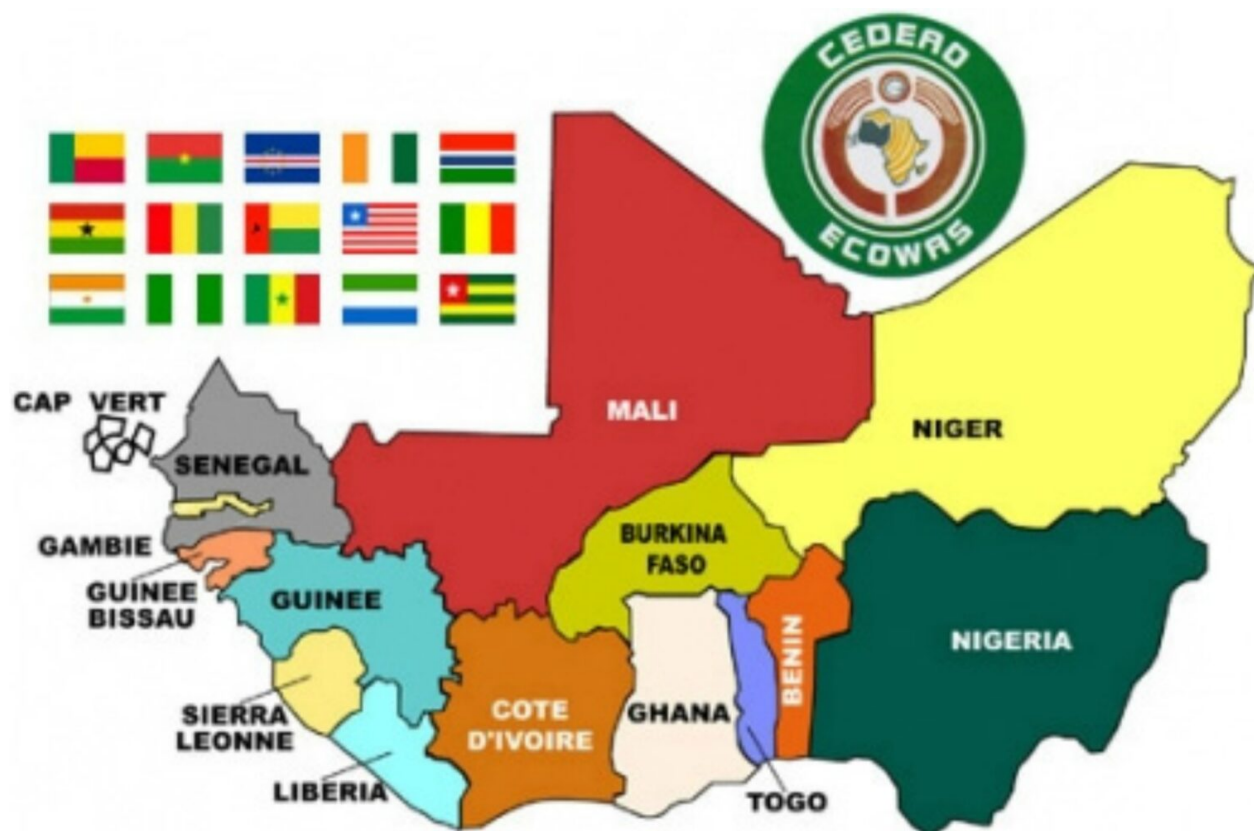 CEDEAO
ECOWAS
CAP VERT
MALI
NIGER
SENEGAL
BURKINA
FASO
GAMBIE
GUINEE
BISSAU
GUINEE
NIGERIA
BENIN
SIERRA
LEONNE
COTE
D'IVOIRE
GHANA
LIBERIA
TOGO